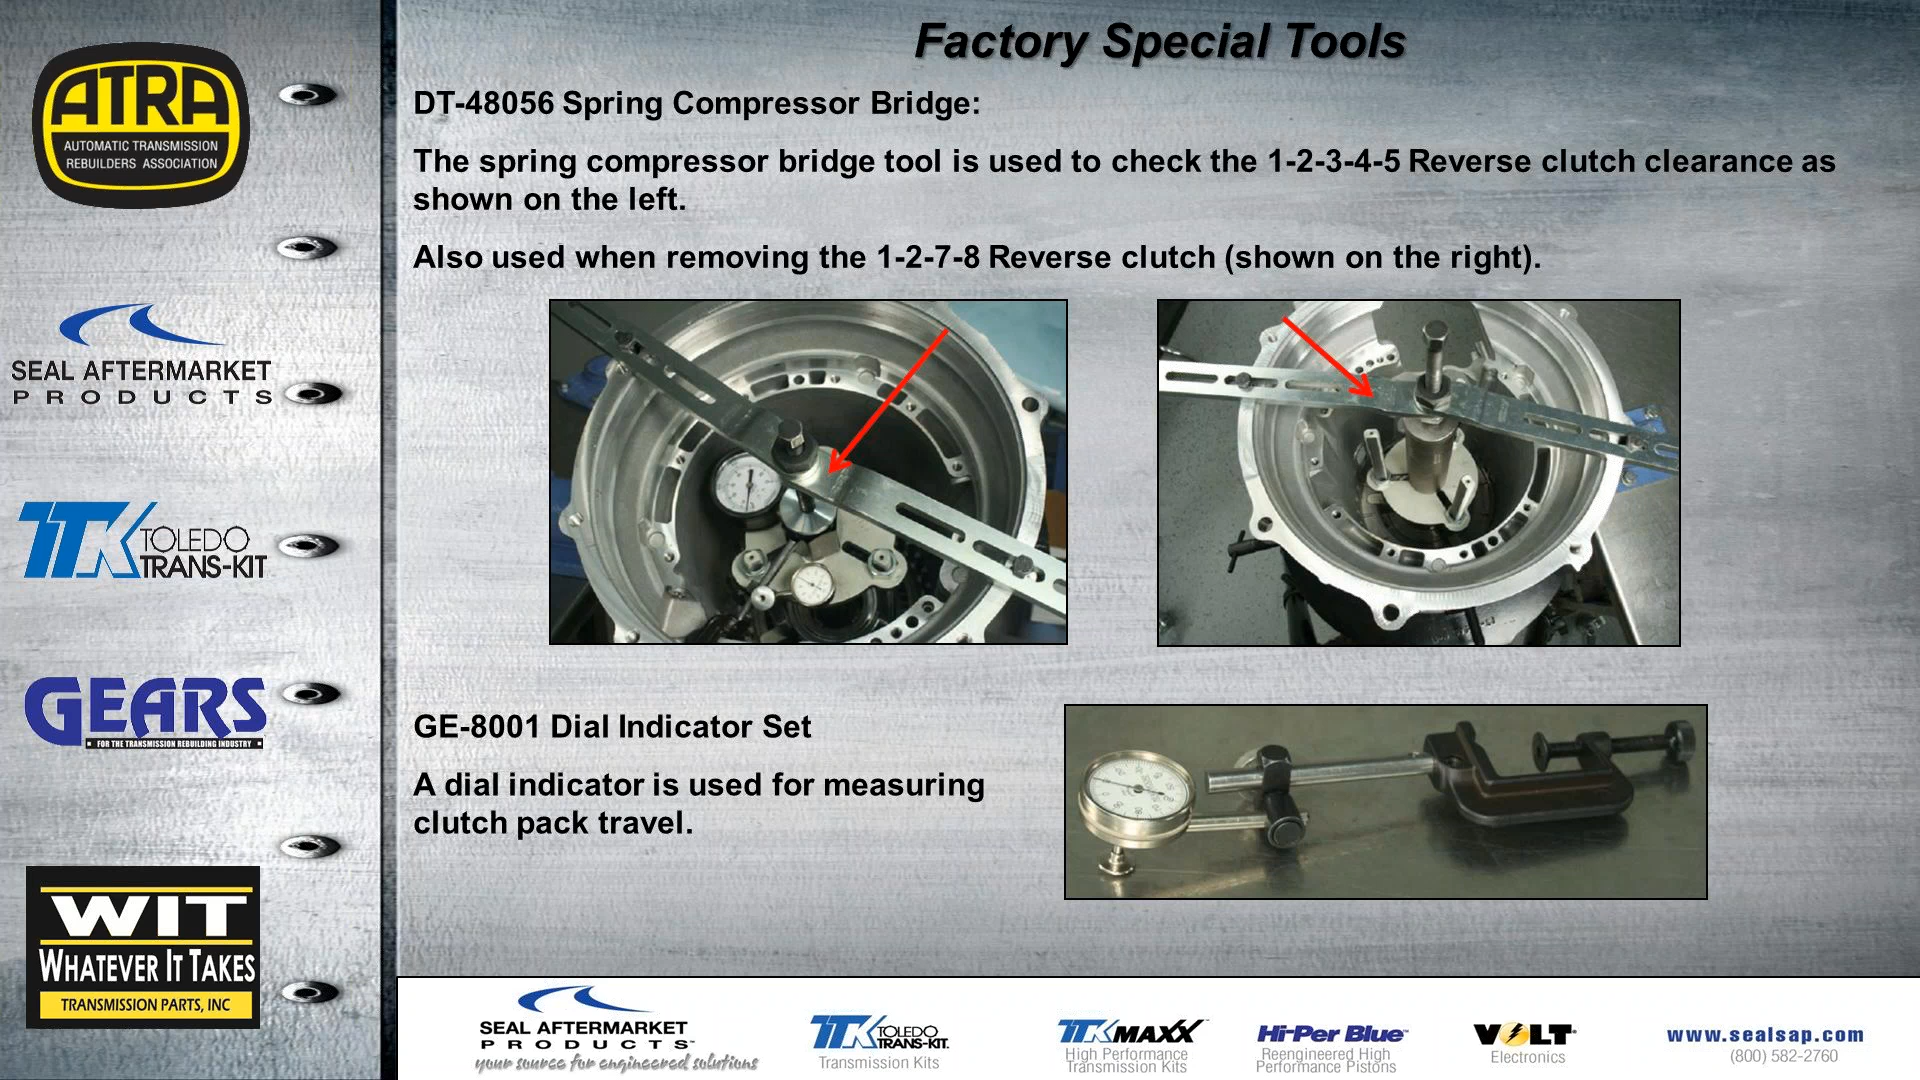 Factory Special Tools
DT-48056 Spring Compressor Bridge:
The spring compressor bridge tool is used to check the 1-2-3-4-5 Reverse clutch clearance as
shown on the left.
Also used when removing the 1-2-7-8 Reverse clutch (shown on the right).
GE-8001 Dial Indicator Set
A dial indicator is used for measuring
clutch pack travel.
ATRA
AUTOMATIC TRANSMISSION
REBUILDERS ASSOCIATION
SEAL AFTERMARKET
PRODUCTS
TTK TOLEDO
TRANS-KIT
GEARS
FOR THE TRANSMISSION REBUILDING INDUSTRY
WIT
WHATEVER IT TAKES
TRANSMISSION PARTS, INC
SEAL AFTERMARKET
PRODUCTS™
your source for engineered solutions
TTK TOLEDO
TRANS-KIT.
Transmission Kits
TTK MAXX™
High Performance
Transmission Kits
Hi-Per Blue™
Reengineered High
Performance Pistons
VOLT
Electronics
www.sealsap.com
(800) 582-2760